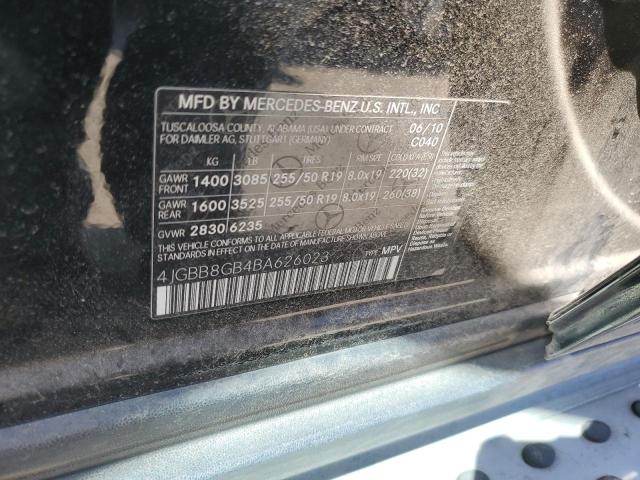 MFD BY MERCEDES-BENZ U.S. INTL., INC
TUSCALOOSA COUNTY, ALABAMA (USA) UNDER CONTRACT 06/10
FOR DAIMLER AG, STUTTGART (GERMANY) C040
KG LB TIRES RIM SIZE
GAWR FRONT 1400 3085 255/50 R19 8.0x19 220(32)
GAWR REAR 1600 3525 255/50 R19 8.0x19 260(38)
GVWR 2830 6235
THIS VEHICLE CONFORMS TO ALL APPLICABLE FEDERAL MOTOR VEHICLE SAFETY
STANDARDS IN EFFECT ON THE DATE OF MANUFACTURE SHOWN ABOVE
4JGBB8GB4BA626023 TYPE MPV